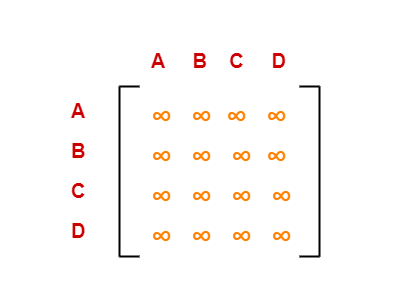 A B C D
A ∞ ∞ ∞ ∞
B ∞ ∞ ∞ ∞
C ∞ ∞ ∞ ∞
D ∞ ∞ ∞ ∞